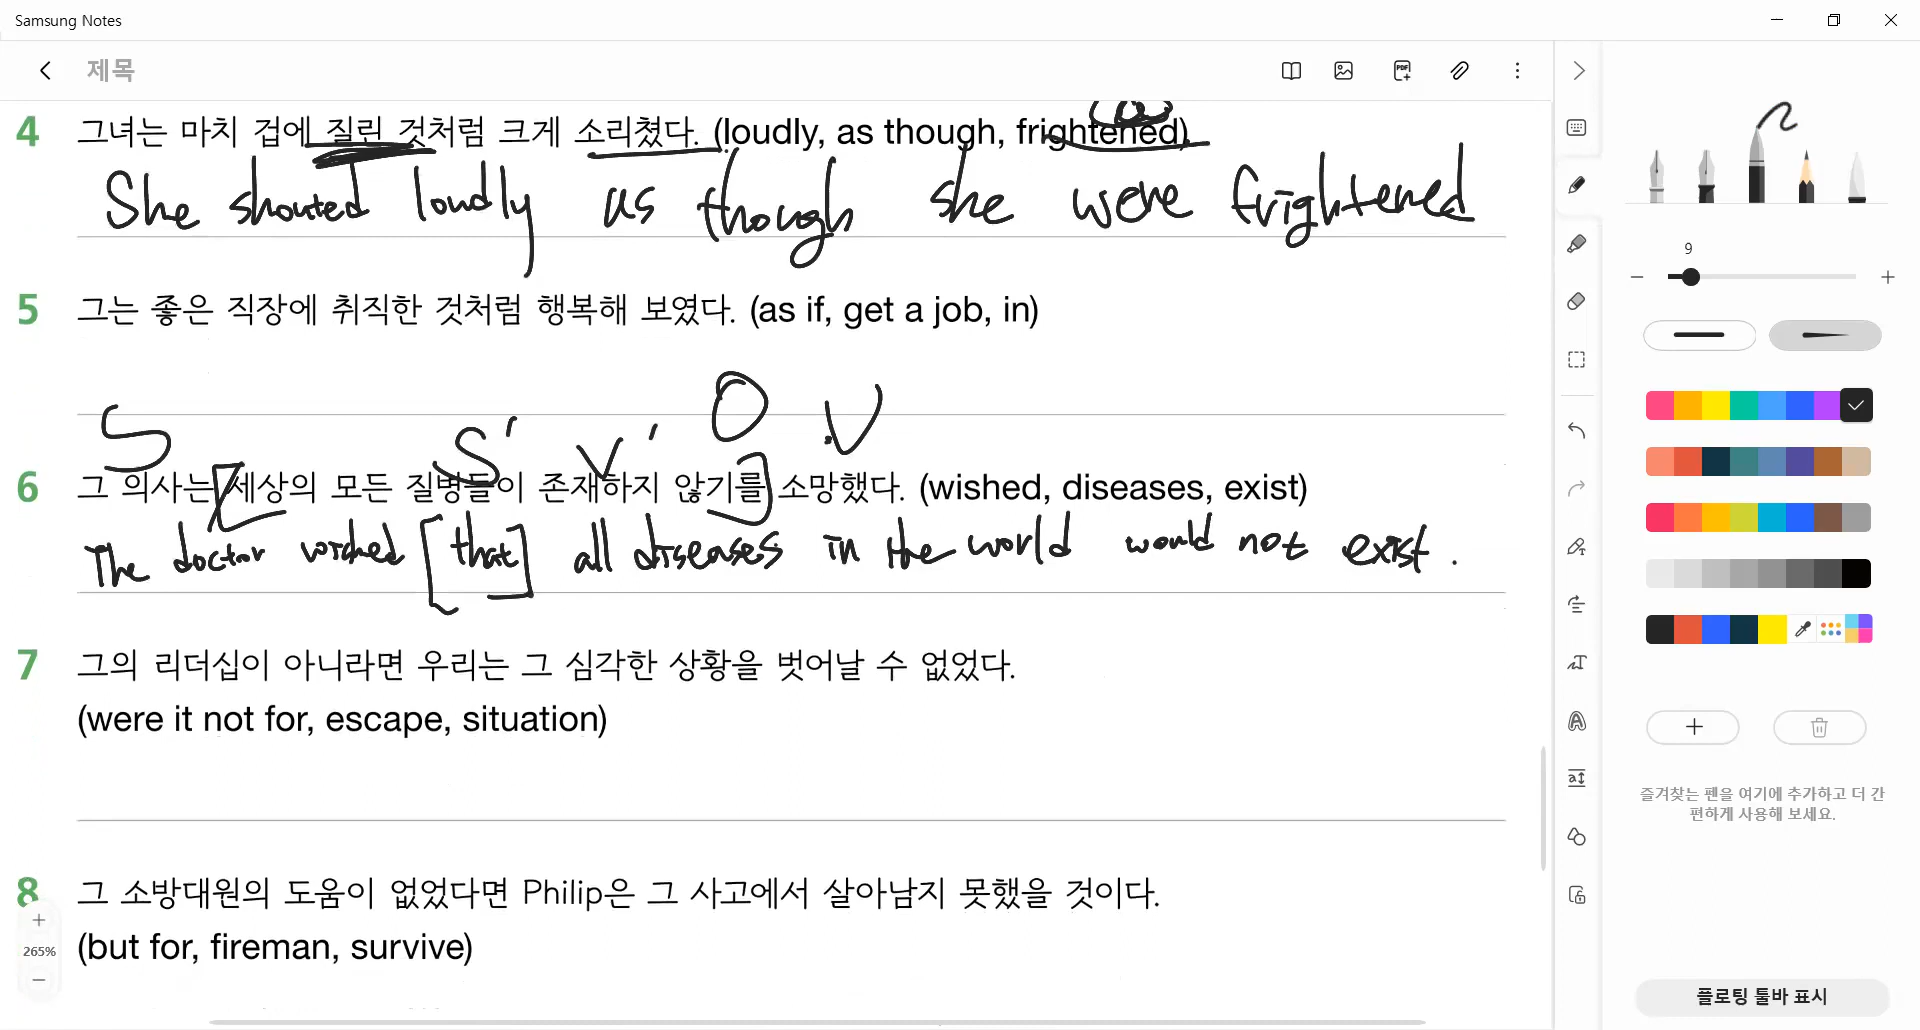 Samsung Notes
제목
4 그녀는 마치 겁에 질린 것처럼 크게 소리쳤다. (loudly, as though, frightened)
She shouted loudly as though she were frightened
5 그는 좋은 직장에 취직한 것처럼 행복해 보였다. (as if, get a job, in)
S S' V' O V
6 그 의사는 [세상의 모든 질병들이 존재하지 않기를] 소망했다. (wished, diseases, exist)
The doctor wished [that] all diseases in the world would not exist.
7 그의 리더십이 아니라면 우리는 그 심각한 상황을 벗어날 수 없었다.
(were it not for, escape, situation)
8 그 소방대원의 도움이 없었다면 Philip은 그 사고에서 살아남지 못했을 것이다.
(but for, fireman, survive)
265%
9
즐겨찾는 펜을 여기에 추가하고 더 간
편하게 사용해 보세요.
플로팅 툴바 표시